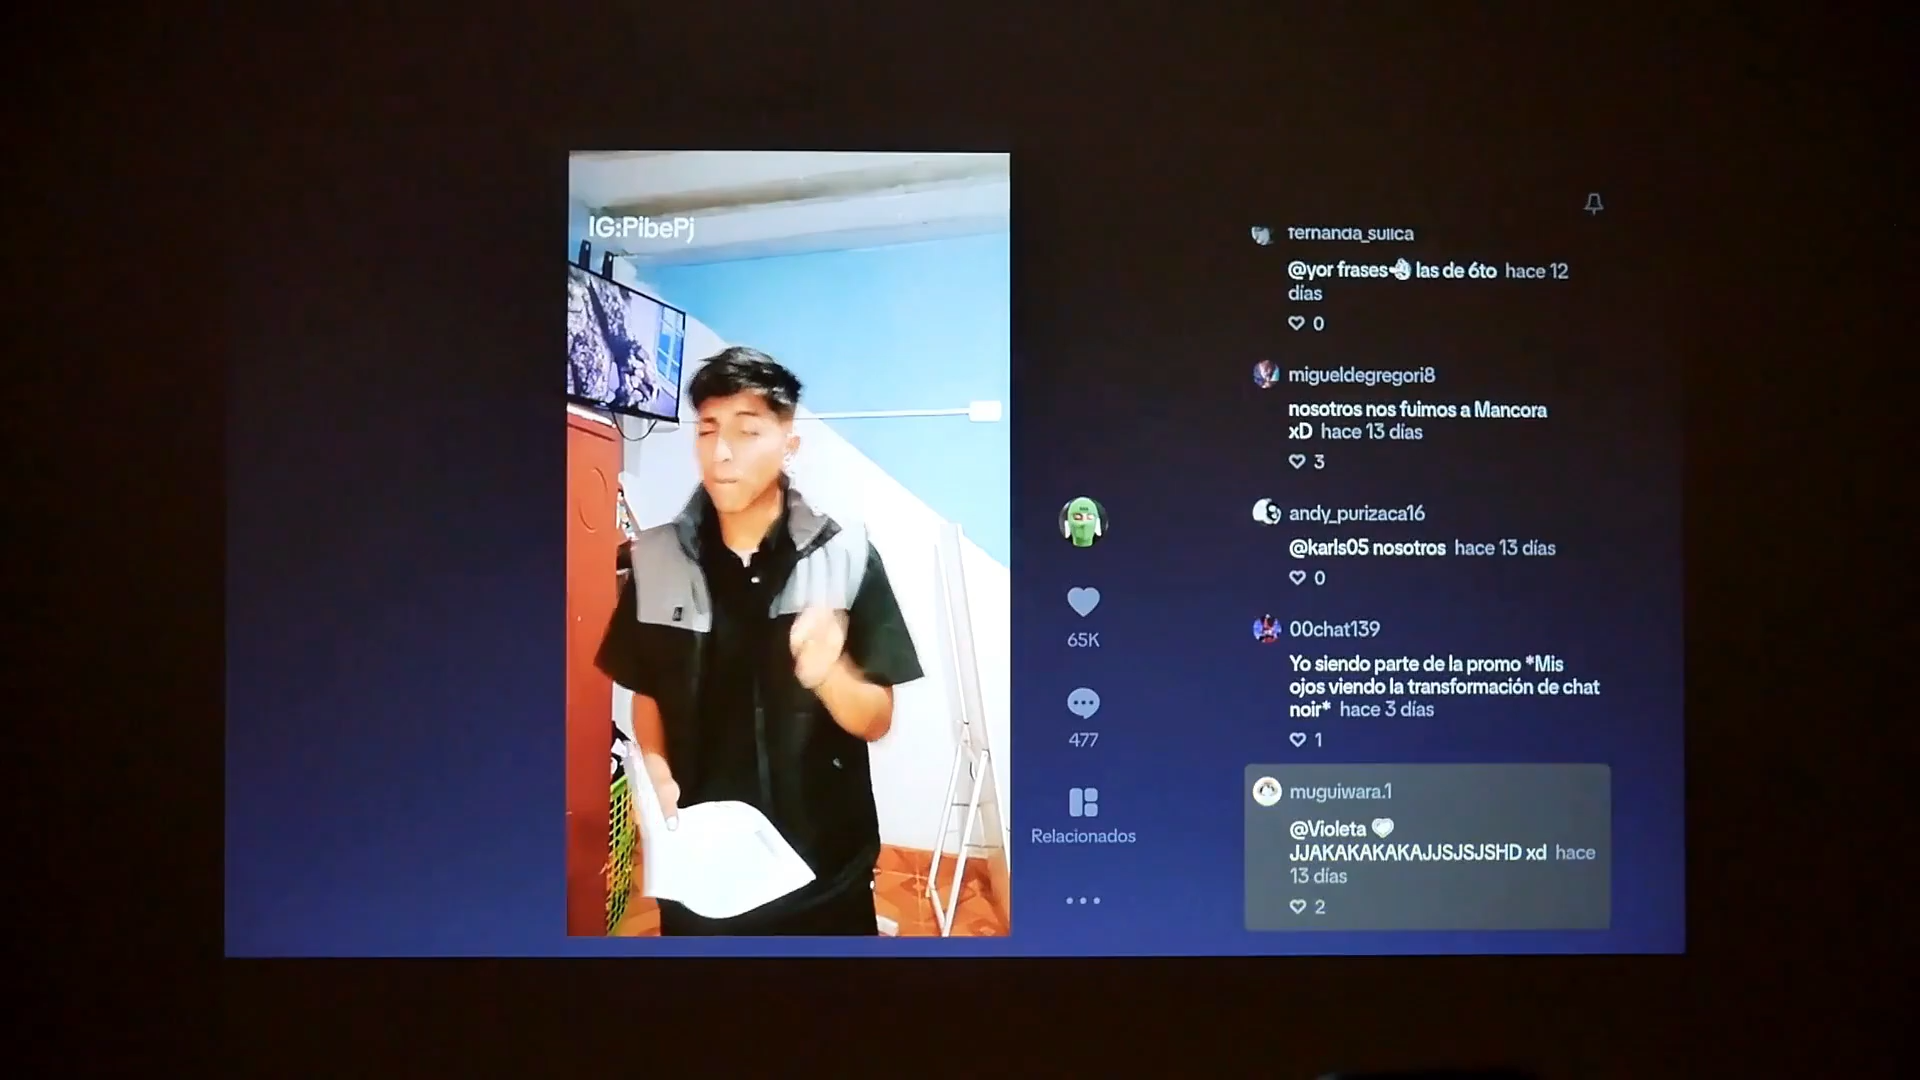 IG:PibePj
65K
477
Relacionados
fernanda_sullca
@yor frases las de 6to hace 12
días
0
migueldegregori8
nosotros nos fuimos a Mancora
xD hace 13 días
3
andy_purizaca16
@karls05 nosotros hace 13 días
0
00chat139
Yo siendo parte de la promo *Mis
ojos viendo la transformación de chat
noir* hace 3 días
1
muguiwara.1
@Violeta
JJAKAKAKAKAJJSJSJSHD xd hace
13 días
2